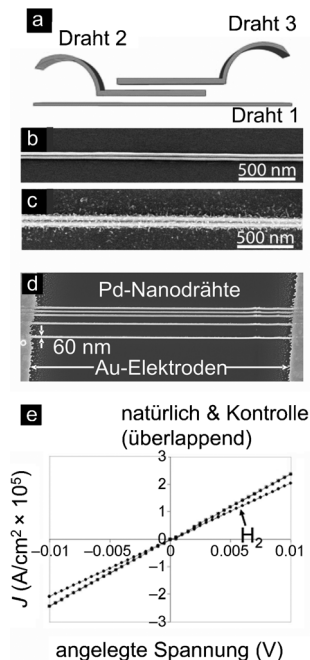 a
Draht 2
Draht 3
Draht 1
b
500 nm
c
500 nm
d
Pd-Nanodrähte
60 nm
Au-Elektroden
e
natürlich & Kontrolle
(überlappend)
J (A/cm² × 10⁵)
3
2
1
0
–1
–2
–3
–0.01
–0.005
0
0.005
0.01
H₂
angelegte Spannung (V)